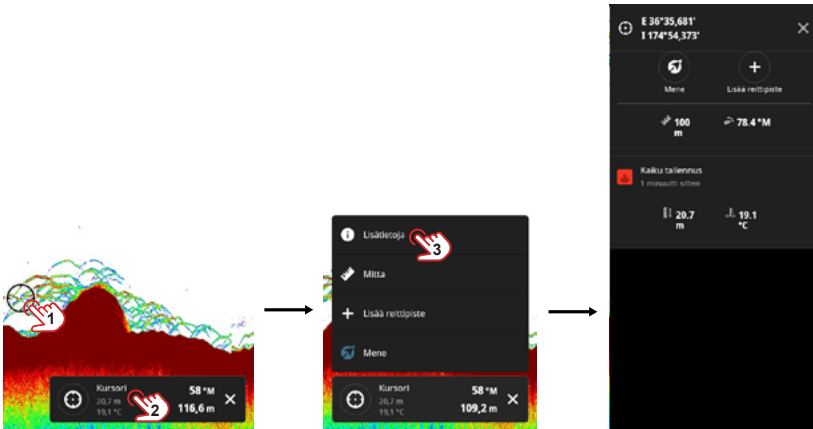 1
Kursori
20,7 m
19,1 °C
58 °M
116,6 m
2
Lisätietoja
3
Mitta
Lisää reittipiste
Mene
Kursori
20,7 m
19,1 °C
58 °M
109,2 m
E 36°35,681'
I 174°54,373'
Mene
Lisää reittipiste
100
m
78.4 °M
Kaiku tallennus
1 minuutti sitten
20.7
m
19.1
°C